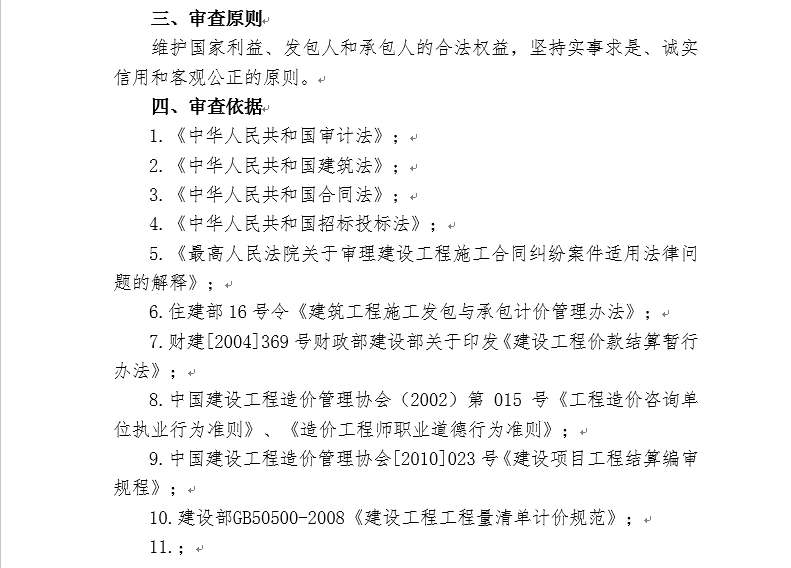 三、审查原则
维护国家利益、发包人和承包人的合法权益，坚持实事求是、诚实
信用和客观公正的原则。
四、审查依据
1.《中华人民共和国审计法》；
2.《中华人民共和国建筑法》；
3.《中华人民共和国合同法》；
4.《中华人民共和国招标投标法》；
5.《最高人民法院关于审理建设工程施工合同纠纷案件适用法律问
题的解释》；
6.住建部16号令《建筑工程施工发包与承包计价管理办法》；
7.财建[2004]369号财政部建设部关于印发《建设工程价款结算暂行
办法》；
8.中国建设工程造价管理协会（2002）第 015 号《工程造价咨询单
位执业行为准则》、《造价工程师职业道德行为准则》；
9.中国建设工程造价管理协会[2010]023号《建设项目工程结算编审
规程》；
10.建设部GB50500-2008《建设工程工程量清单计价规范》；
11.；